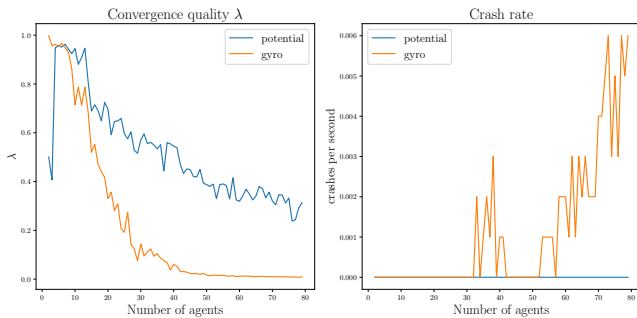 Convergence quality λ
potential
gyro
1.0
0.8
0.6
0.4
0.2
0.0
λ
0 10 20 30 40 50 60 70 80
Number of agents
Crash rate
potential
gyro
0.006
0.005
0.004
0.003
0.002
0.001
0.000
crashes per second
0 10 20 30 40 50 60 70 80
Number of agents